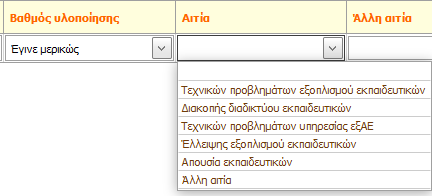 Βαθμός υλοποίησης Αιτία Άλλη αιτία
Έγινε μερικώς
Τεχνικών προβλημάτων εξοπλισμού εκπαιδευτικών
Διακοπής διαδικτύου εκπαιδευτικών
Τεχνικών προβλημάτων υπηρεσίας εξΑΕ
Έλλειψης εξοπλισμού εκπαιδευτικών
Απουσία εκπαιδευτικών
Άλλη αιτία